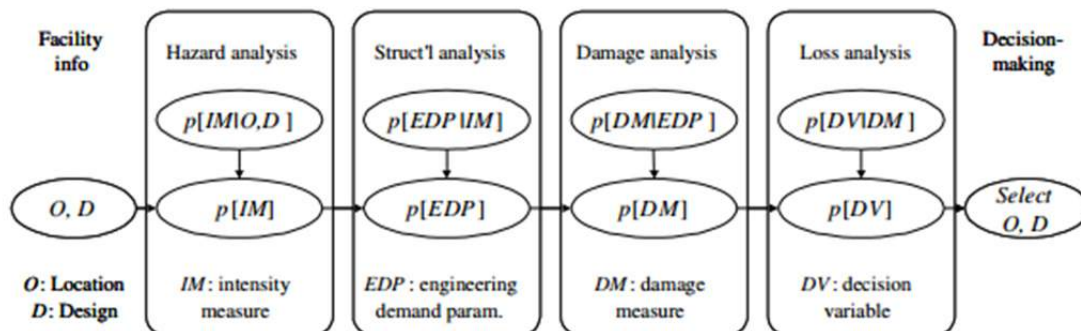 Facility
info
Hazard analysis
Struct'l analysis
Damage analysis
Loss analysis
Decision-
making
p[IM|O,D ]
p[EDP |IM]
p[DM|EDP ]
p[DV|DM ]
O, D
p[IM]
p[EDP]
p[DM]
p[DV]
Select
O, D
O: Location
D: Design
IM : intensity
measure
EDP : engineering
demand param.
DM : damage
measure
DV : decision
variable